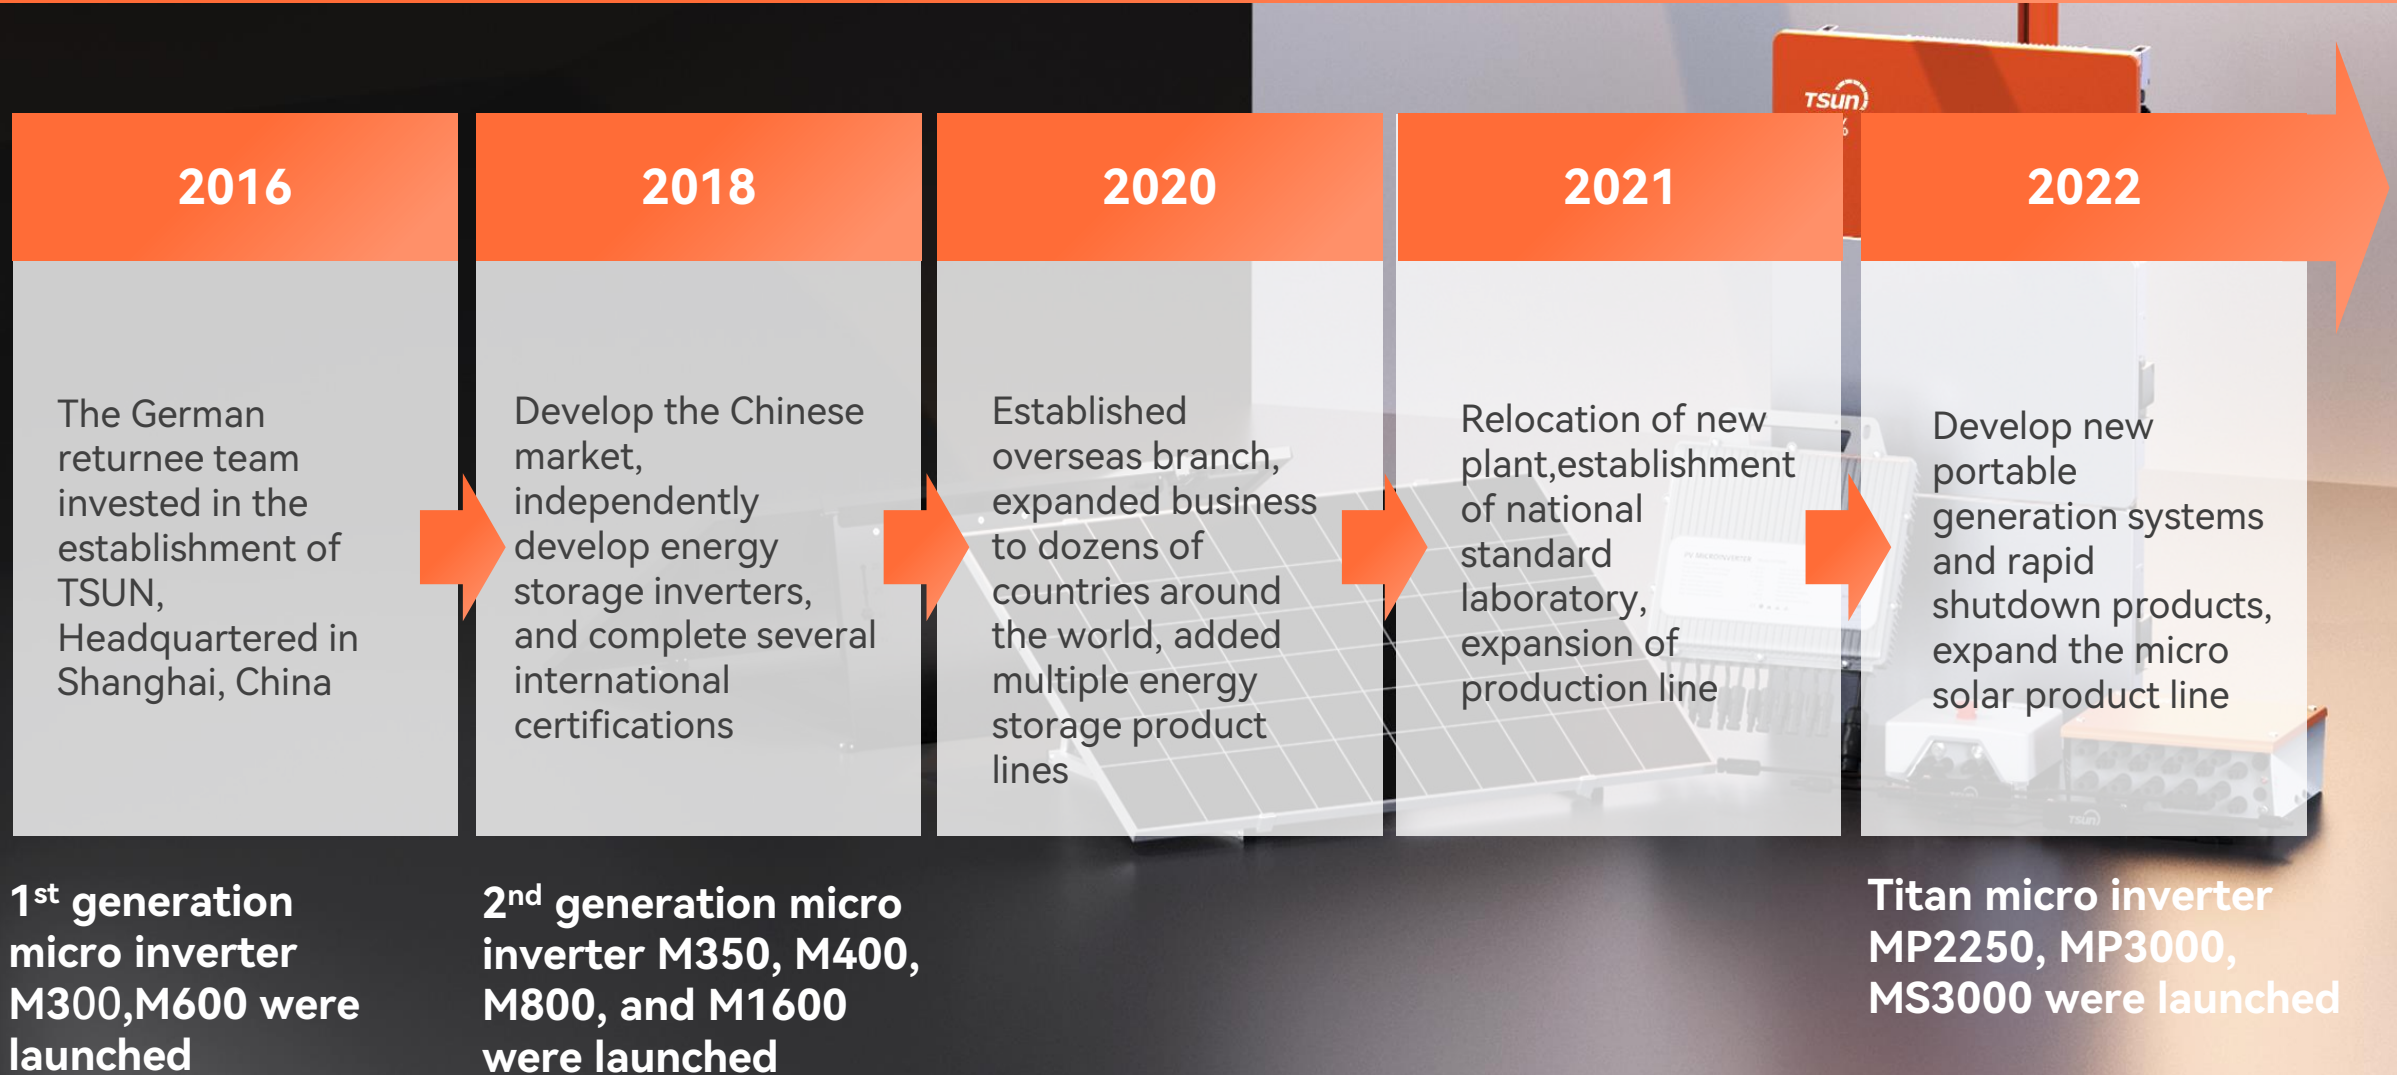 TSUN
%
2016
2018
2020
2021
2022
The German
returnee team
invested in the
establishment of
TSUN,
Headquartered in
Shanghai, China
Develop the Chinese
market,
independently
develop energy
storage inverters,
and complete several
international
certifications
Established
overseas branch,
expanded business
to dozens of
countries around
the world, added
multiple energy
storage product
lines
Relocation of new
plant,establishment
of national
standard
laboratory,
expansion of
production line
PV MICROINVERTER
Develop new
portable
generation systems
and rapid
shutdown products,
expand the micro
solar product line
TSUN
1st generation
micro inverter
M300,M600 were
launched
2nd generation micro
inverter M350, M400,
M800, and M1600
were launched
Titan micro inverter
MP2250, MP3000,
MS3000 were launched